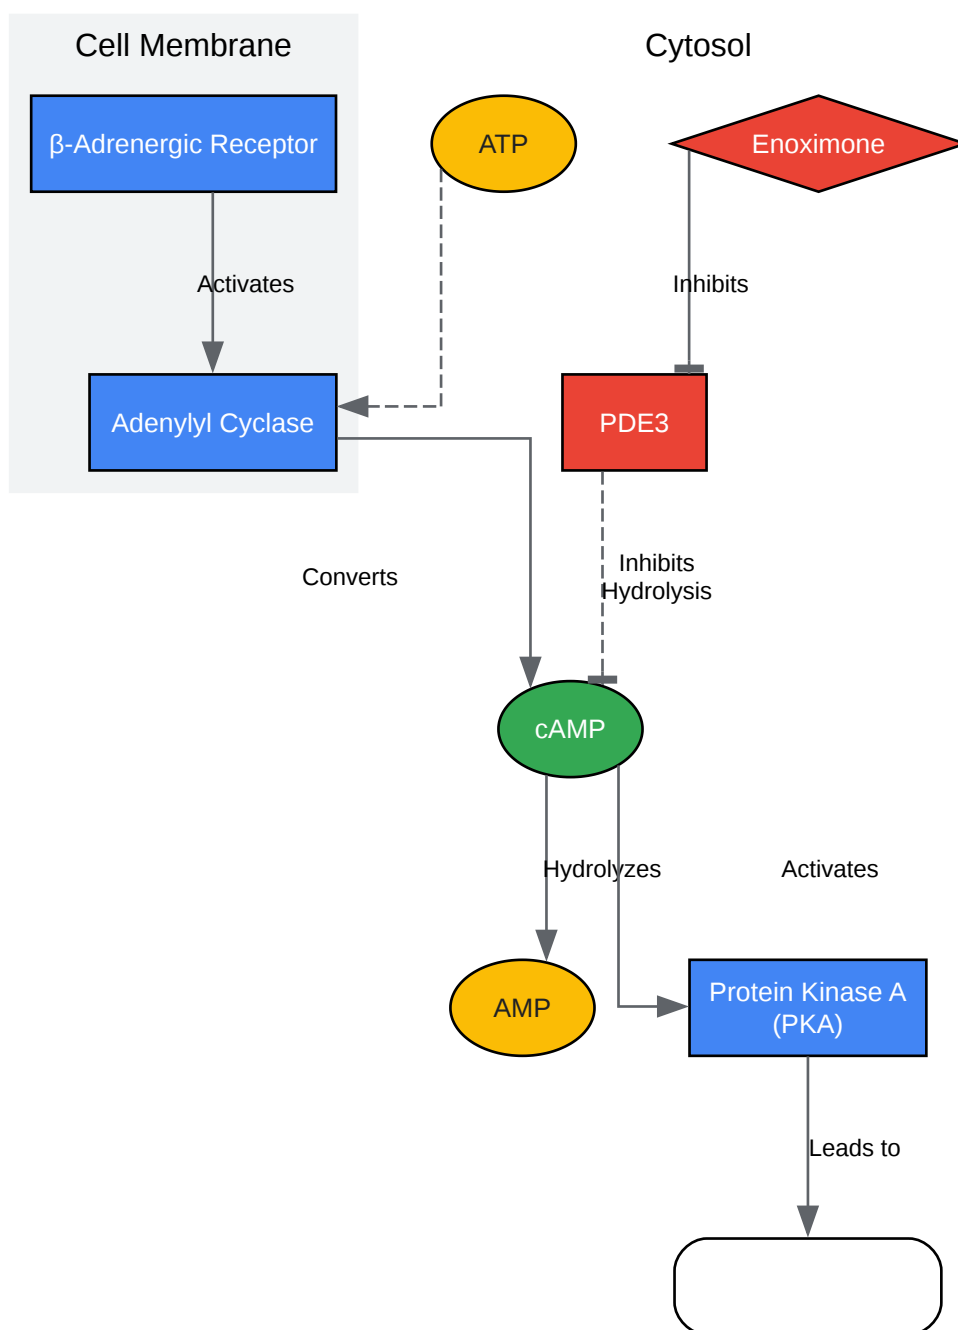 Cell Membrane
Cytosol
β-Adrenergic Receptor
ATP
Enoximone
Activates
Inhibits
Adenylyl Cyclase
PDE3
Converts
Inhibits
Hydrolysis
cAMP
Hydrolyzes
Activates
AMP
Protein Kinase A
(PKA)
Leads to